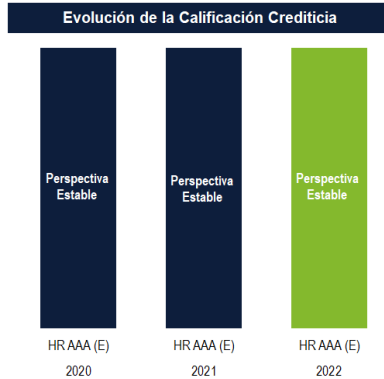 Evolución de la Calificación Crediticia
Perspectiva
Estable
Perspectiva
Estable
Perspectiva
Estable
HR AAA (E)
HR AAA (E)
HR AAA (E)
2020
2021
2022